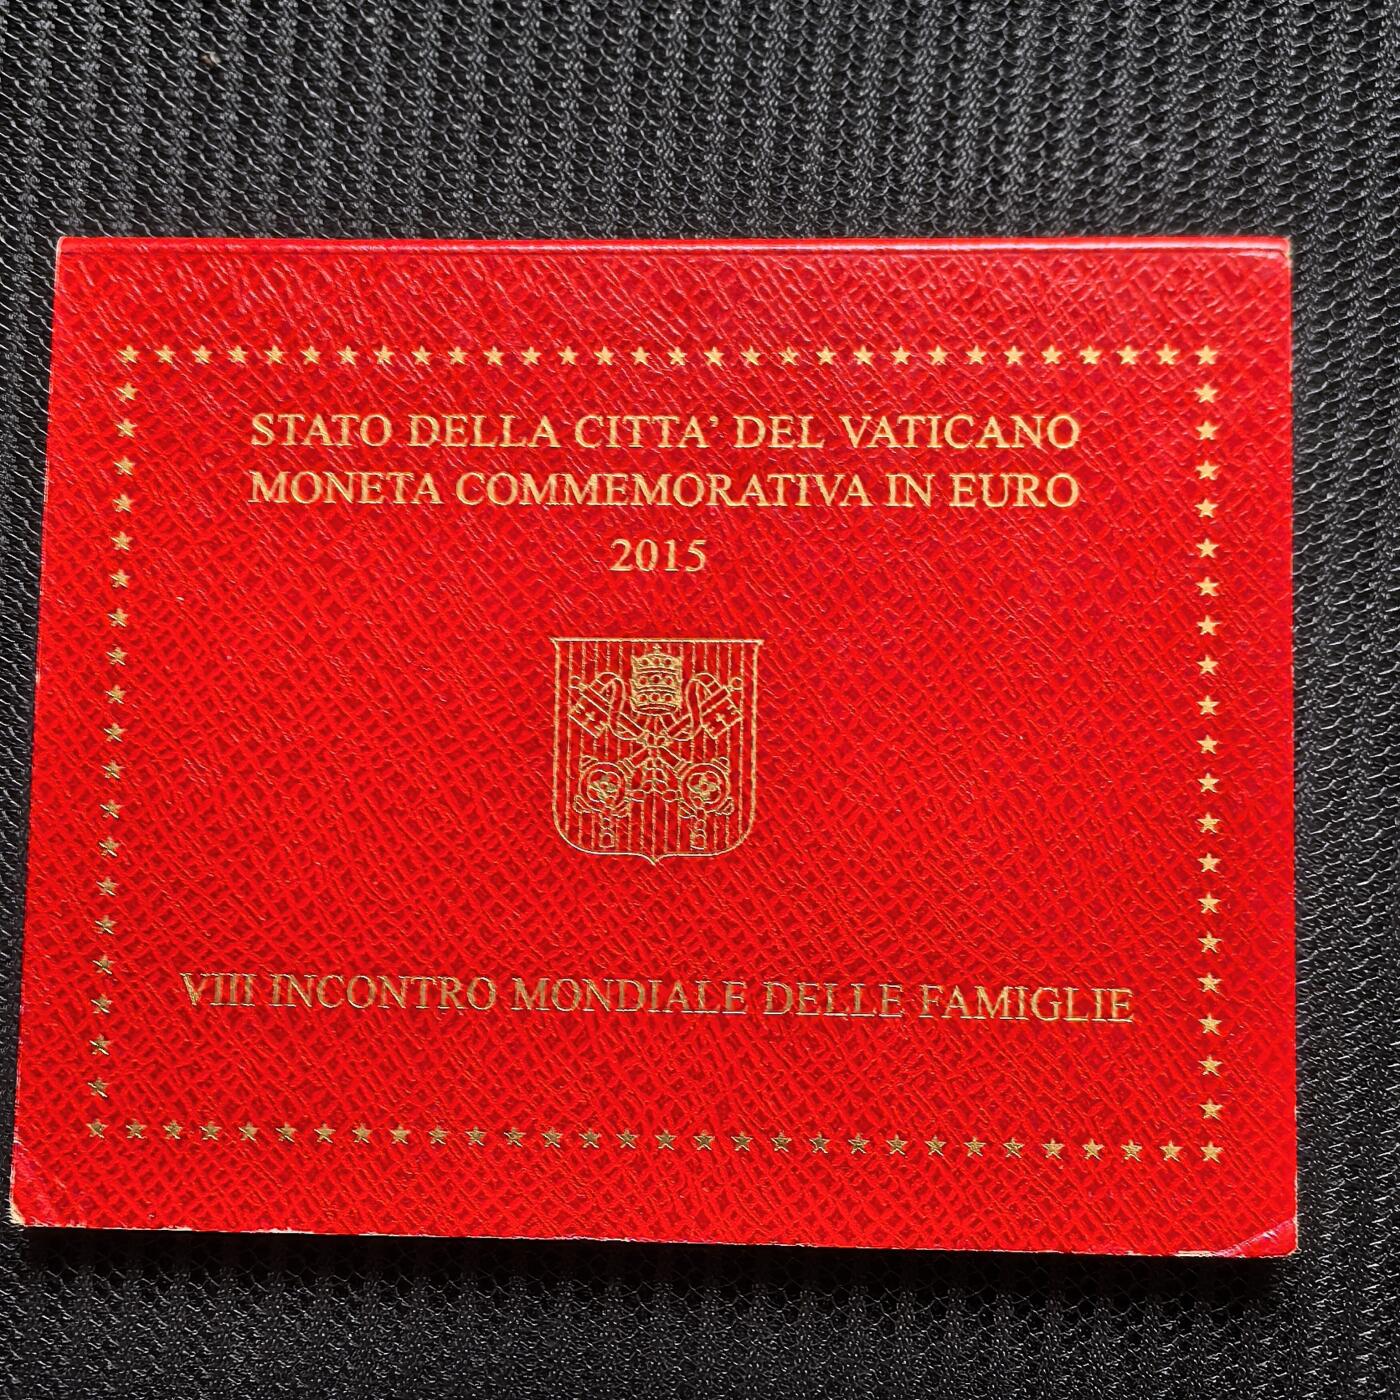 STATO DELLA CITTA' DEL VATICANO
MONETA COMMEMORATIVA IN EURO
2015
VIII INCONTRO MONDIALE DELLE FAMIGLIE